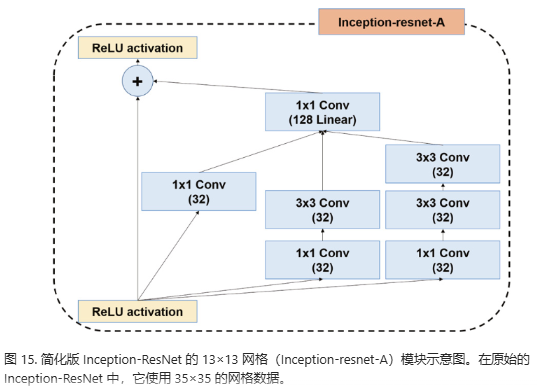 Inception-resnet-A
ReLU activation
+
1x1 Conv
(128 Linear)
3x3 Conv
(32)
1x1 Conv
(32)
3x3 Conv
(32)
3x3 Conv
(32)
1x1 Conv
(32)
1x1 Conv
(32)
ReLU activation
图 15. 简化版 Inception-ResNet 的 13×13 网格（Inception-resnet-A）模块示意图。在原始的
Inception-ResNet 中，它使用 35×35 的网格数据。